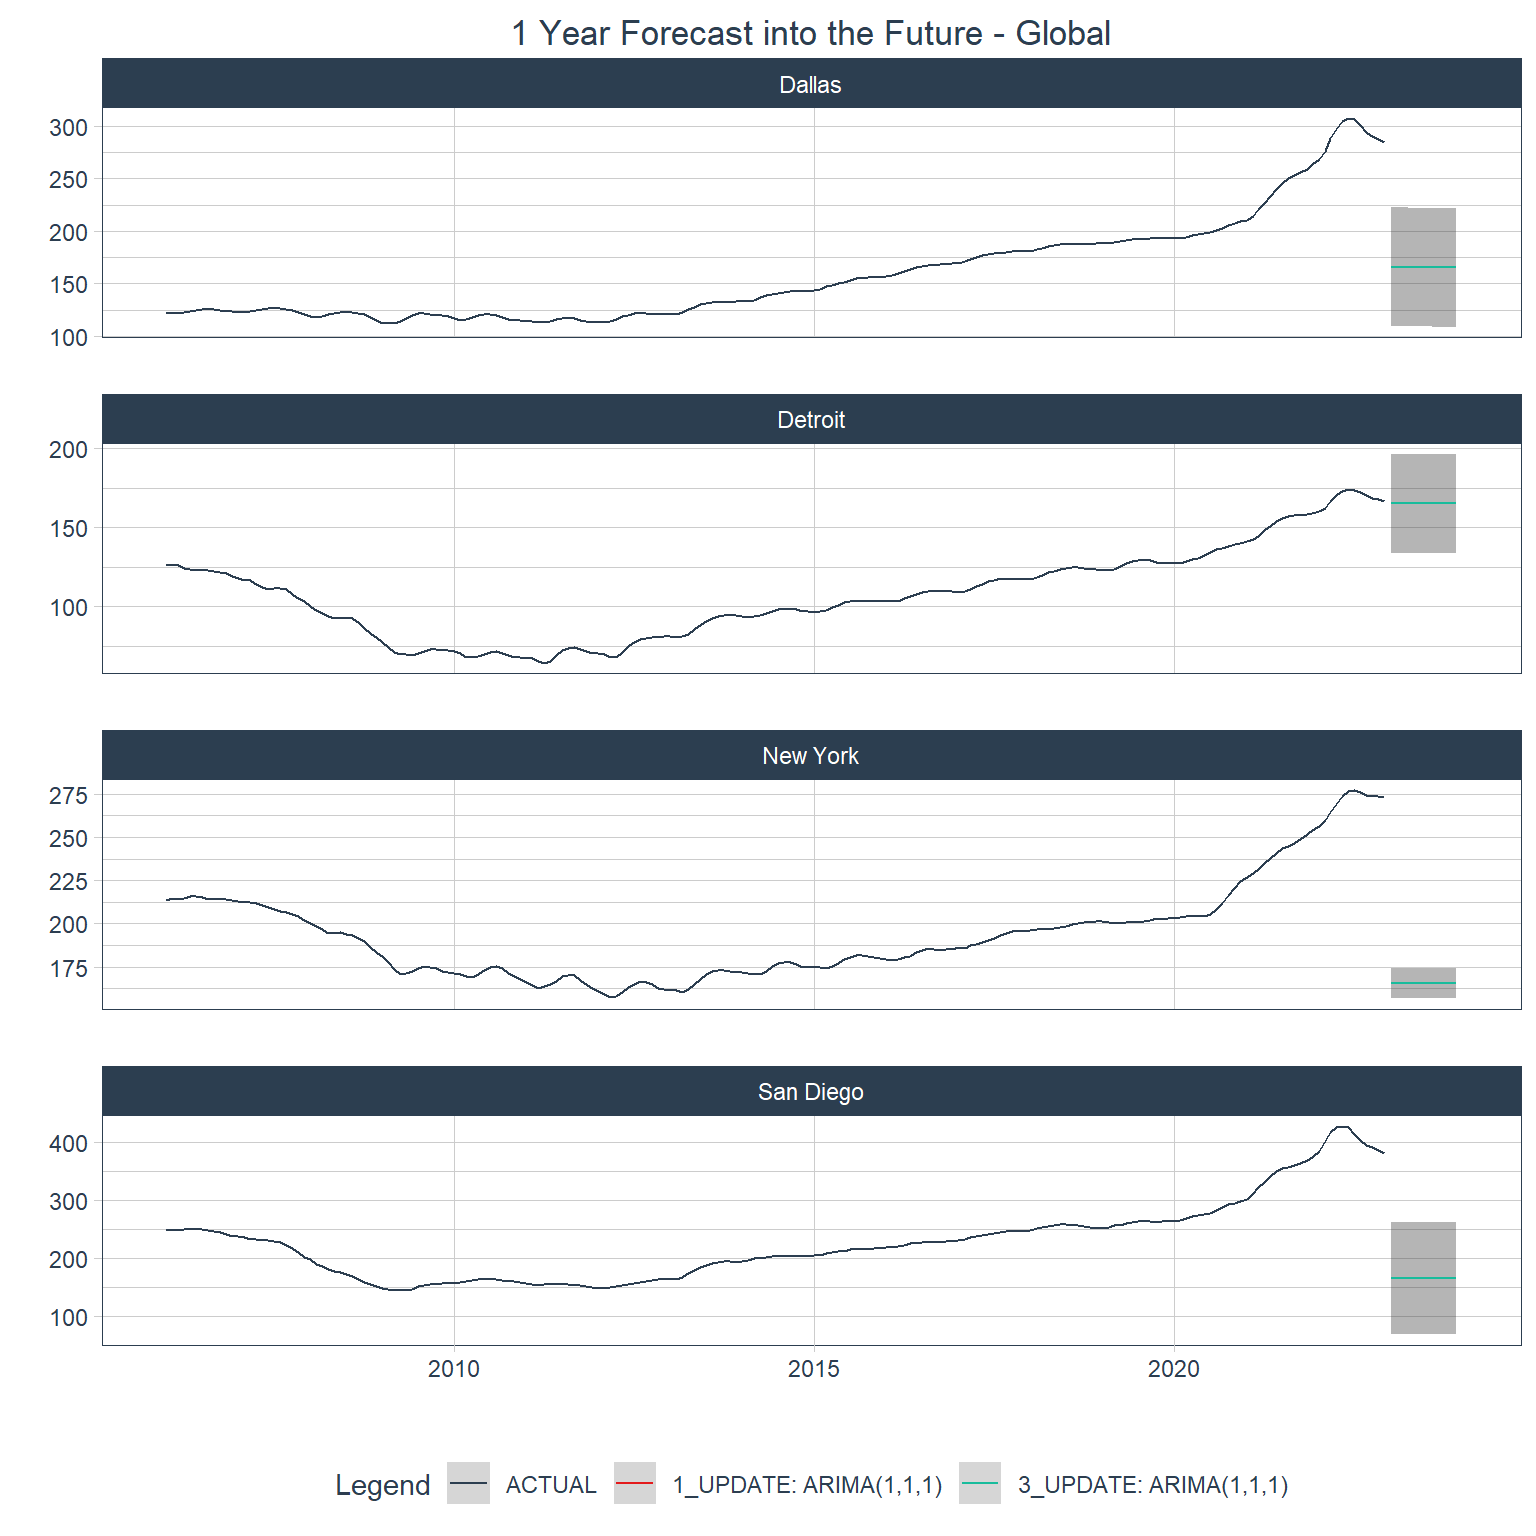 1 Year Forecast into the Future - Global
Dallas
300
250
200
150
100
Detroit
200
150
100
New York
275
250
225
200
175
San Diego
400
300
200
100
2010 2015 2020
Legend ACTUAL 1_UPDATE: ARIMA(1,1,1) 3_UPDATE: ARIMA(1,1,1)